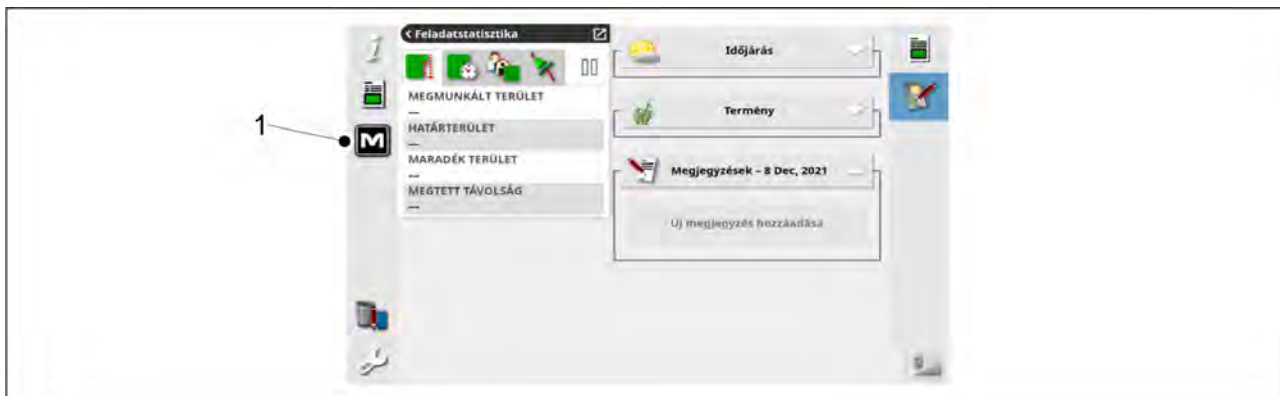 Feladatstatisztika
MEGMUNKÁLT TERÜLET
---
HATÁRTERÜLET
---
MARADÉK TERÜLET
---
MEGTETT TÁVOLSÁG
---
Időjárás
Termény
Megjegyzések – 8 Dec, 2021
Új megjegyzés hozzáadása
1
M